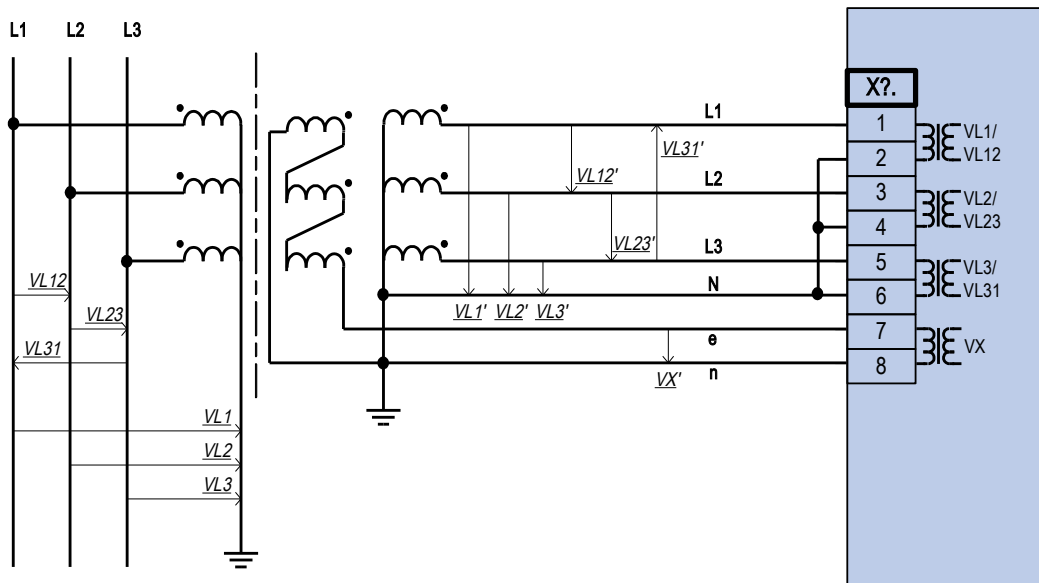 L1 L2 L3
X?.
L1
1
VL1/
VL12
2
VL31'
VL12'
L2
3
VL2/
VL23
4
VL23'
L3
5
VL3/
VL31
N
6
VL12
VL1' VL2' VL3'
VL23
7
e
VX
VL31
8
n
VX'
VL1
VL2
VL3